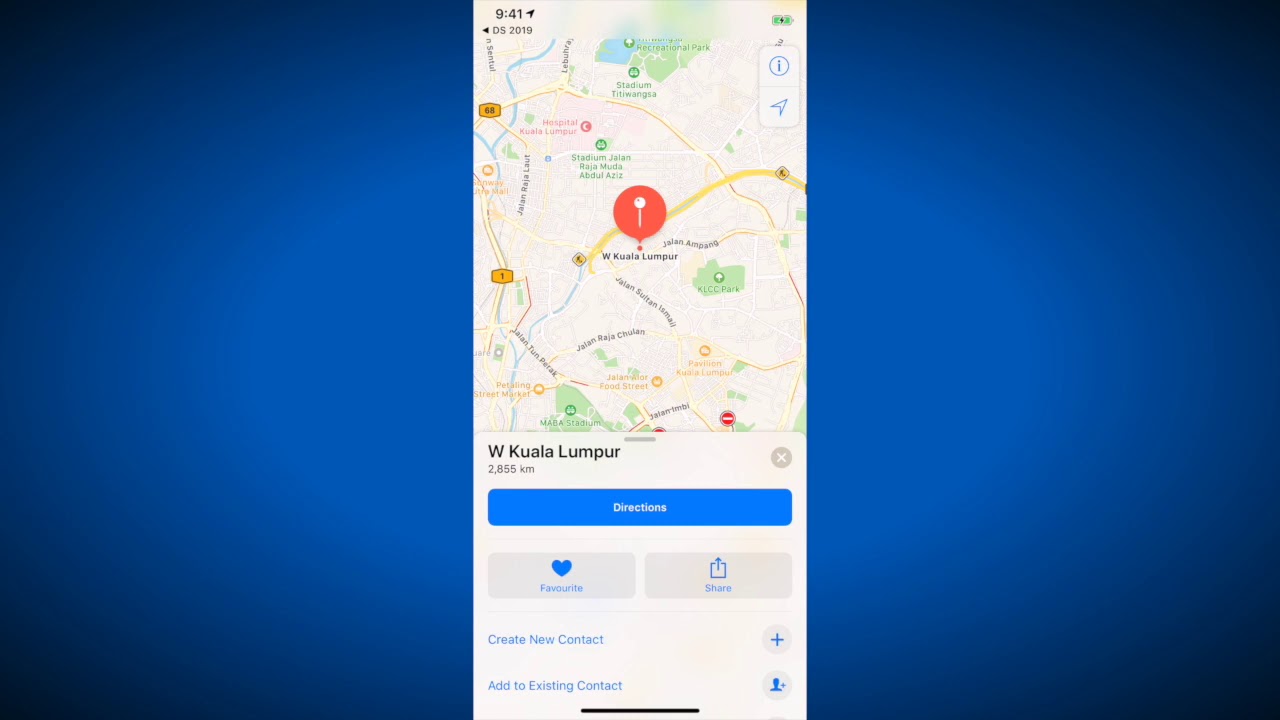 9:41
DS 2019
Recreational Park
n Sentul
Stadium
Titiwangsa
68
Hospital
Kuala Lumpur
Stadium Jalan
Raja Muda
Abdul Aziz
Jalan Raja Laut
W Kuala Lumpur
Jalan Ampang
1
KLCC Park
Jalan Sultan Ismail
Jalan Raja Chulan
Jalan Tun Perak
Pavilion
Kuala Lumpur
Jalan Alor
Food Street
Petaling
Street Market
Jalan Imbi
MABA Stadium
W Kuala Lumpur
2,855 km
Directions
Favourite
Share
Create New Contact
Add to Existing Contact